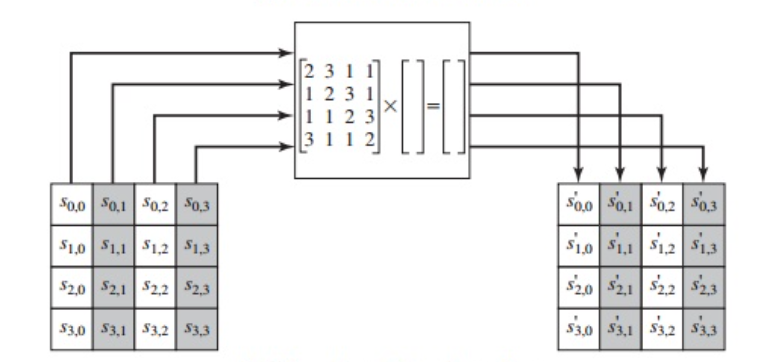 2 3 1 1
1 2 3 1
1 1 2 3
3 1 1 2
× =
s0,0 s0,1 s0,2 s0,3
s1,0 s1,1 s1,2 s1,3
s2,0 s2,1 s2,2 s2,3
s3,0 s3,1 s3,2 s3,3
s'0,0 s'0,1 s'0,2 s'0,3
s'1,0 s'1,1 s'1,2 s'1,3
s'2,0 s'2,1 s'2,2 s'2,3
s'3,0 s'3,1 s'3,2 s'3,3